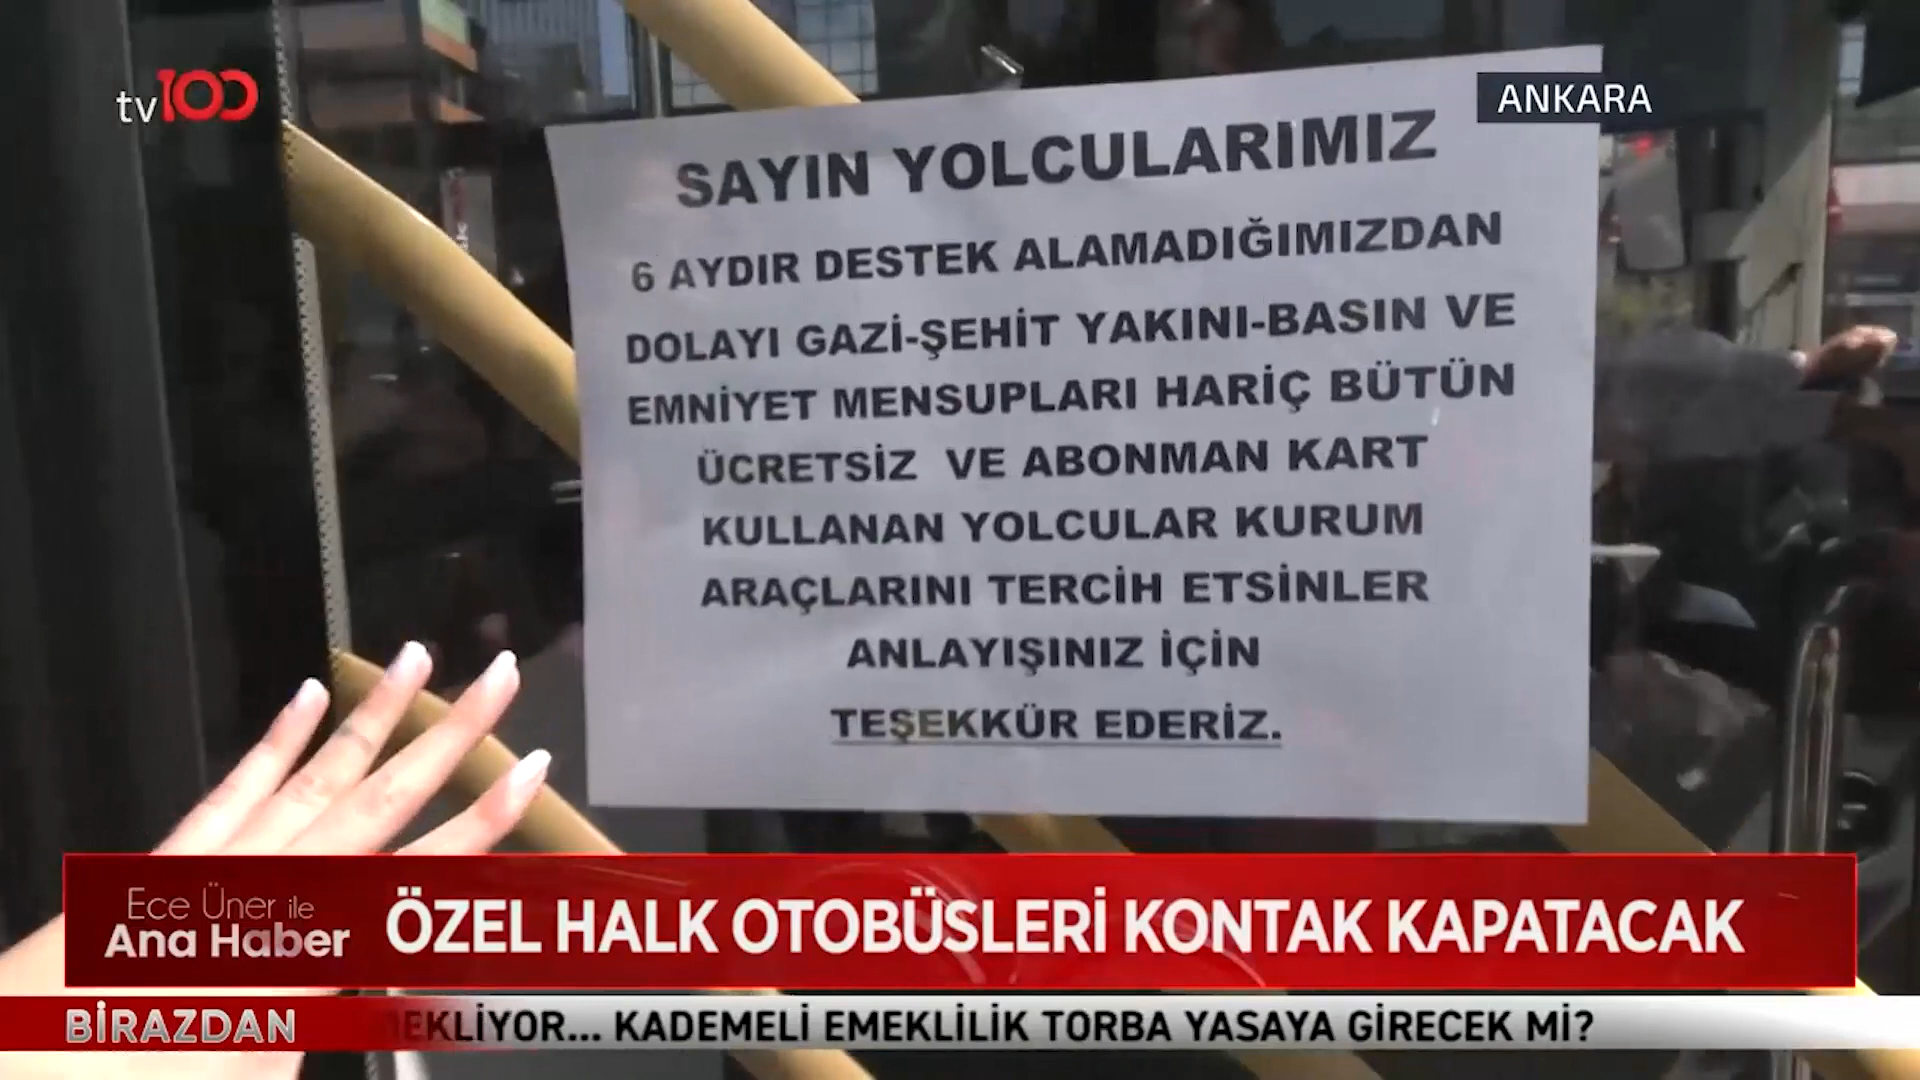 tv100
ANKARA
SAYIN YOLCULARIMIZ
6 AYDIR DESTEK ALAMADIĞIMIZDAN
DOLAYI GAZİ-ŞEHİT YAKINI-BASIN VE
EMNİYET MENSUPLARI HARİÇ BÜTÜN
ÜCRETSİZ VE ABONMAN KART
KULLANAN YOLCULAR KURUM
ARAÇLARINI TERCİH ETSİNLER
ANLAYIŞINIZ İÇİN
TEŞEKKÜR EDERİZ.
Ece Üner ile
Ana Haber
ÖZEL HALK OTOBÜSLERİ KONTAK KAPATACAK
BİRAZDAN
EKLİYOR... KADEMELİ EMEKLİLİK TORBA YASAYA GİRECEK Mİ?